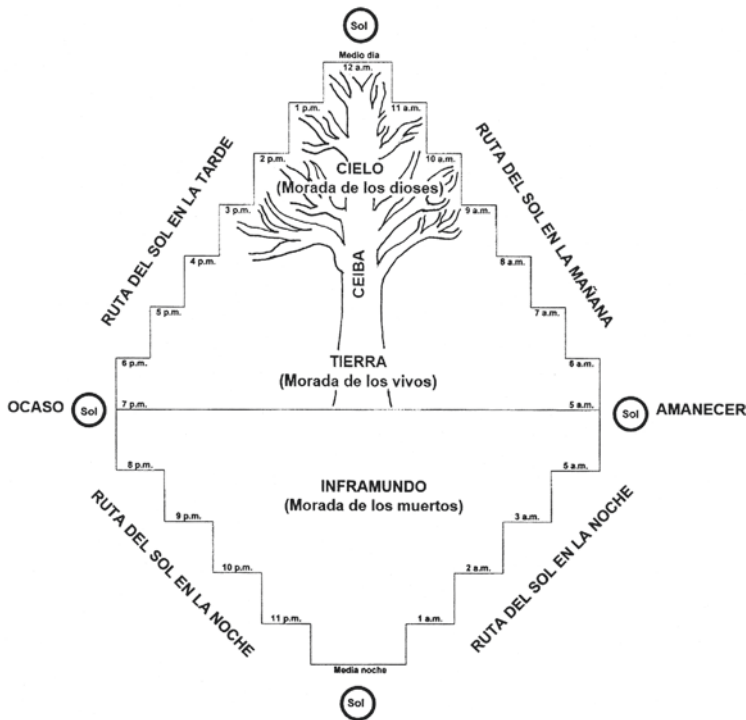 Sol
Medio dia
12 a.m.
1 p.m.
11 a.m.
2 p.m.
10 a.m.
CIELO
(Morada de los dioses)
3 p.m.
9 a.m.
RUTA DEL SOL EN LA TARDE
RUTA DEL SOL EN LA MAÑANA
CEIBA
4 p.m.
8 a.m.
5 p.m.
7 a.m.
6 p.m.
6 a.m.
TIERRA
(Morada de los vivos)
OCASO
Sol
7 p.m.
5 a.m.
Sol
AMANECER
8 p.m.
5 a.m.
INFRAMUNDO
(Morada de los muertos)
9 p.m.
3 a.m.
RUTA DEL SOL EN LA NOCHE
RUTA DEL SOL EN LA NOCHE
10 p.m.
2 a.m.
11 p.m.
1 a.m.
Media noche
Sol